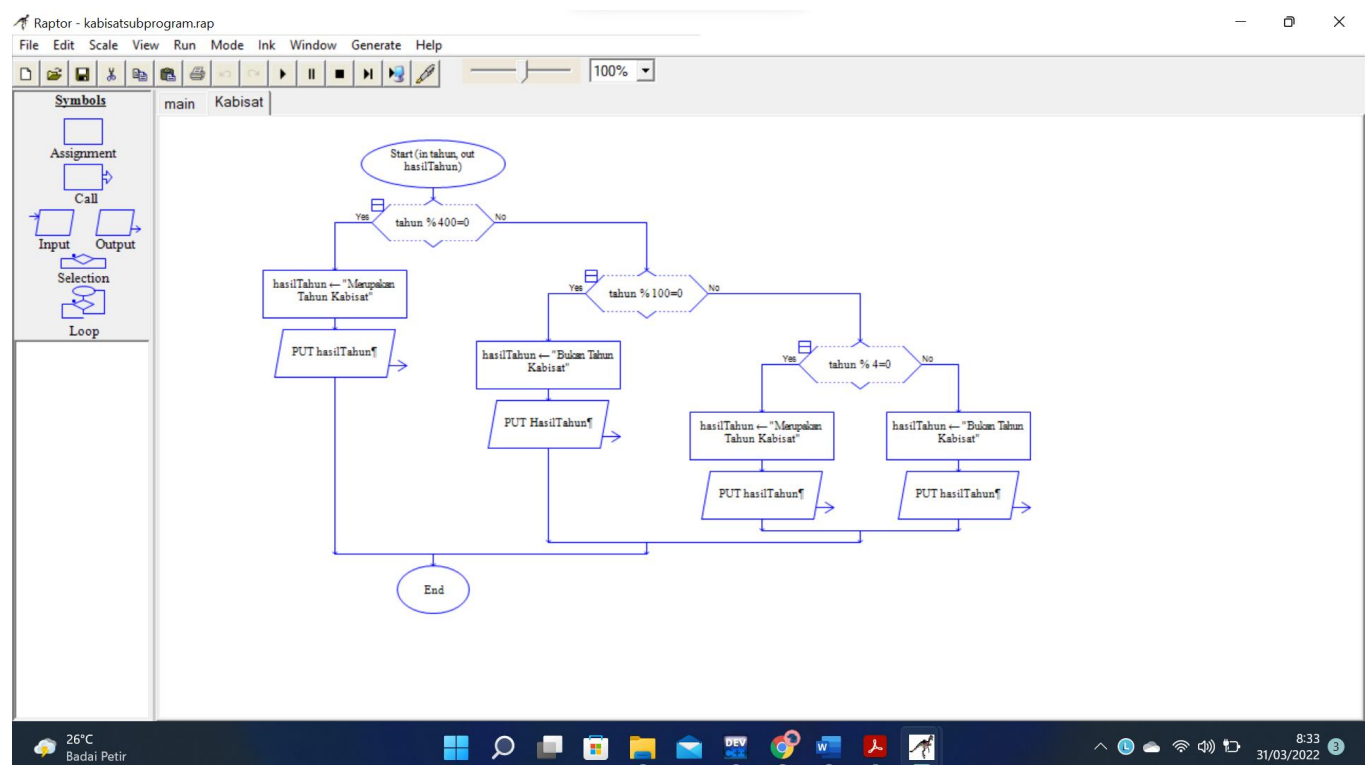 Raptor - kabisatsubprogram.rap
File Edit Scale View Run Mode Ink Window Generate Help
100%
Symbols
Assignment
Call
Input Output
Selection
Loop
main Kabisat
Start (in tahun, out
hasilTahun)
Yes
tahun % 400=0
No
hasilTahun ← "Merupakan
Tahun Kabisat"
PUT hasilTahun¶
Yes
tahun % 100=0
No
hasilTahun ← "Bukan Tahun
Kabisat"
PUT HasilTahun¶
Yes
tahun % 4=0
No
hasilTahun ← "Merupakan
Tahun Kabisat"
PUT hasilTahun¶
hasilTahun ← "Bukan Tahun
Kabisat"
PUT hasilTahun¶
End
26°C
Badai Petir
DEV
C++
W
L
8:33
31/03/2022
3